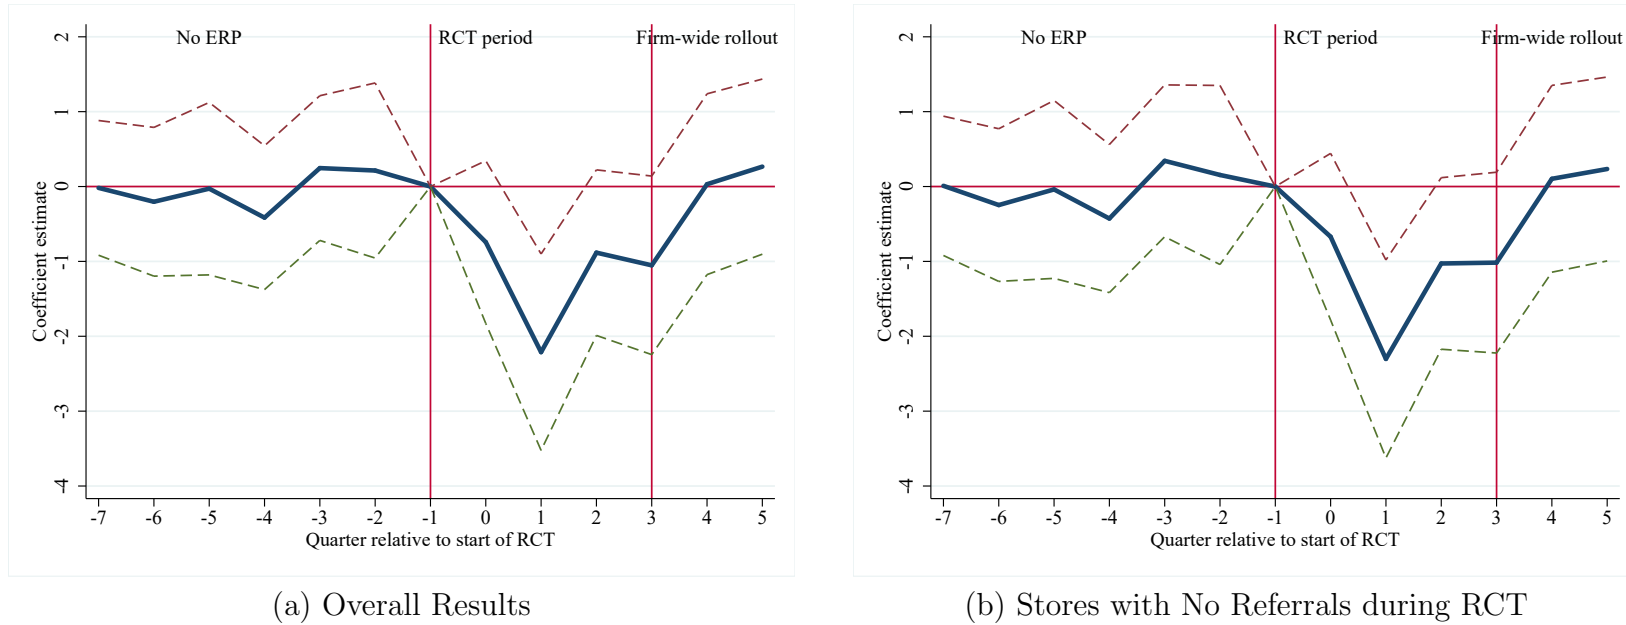 No ERP
RCT period
Firm-wide rollout
2
1
0
-1
-2
-3
-4
Coefficient estimate
-7 -6 -5 -4 -3 -2 -1 0 1 2 3 4 5
Quarter relative to start of RCT
(a) Overall Results
No ERP
RCT period
Firm-wide rollout
2
1
0
-1
-2
-3
-4
Coefficient estimate
-7 -6 -5 -4 -3 -2 -1 0 1 2 3 4 5
Quarter relative to start of RCT
(b) Stores with No Referrals during RCT